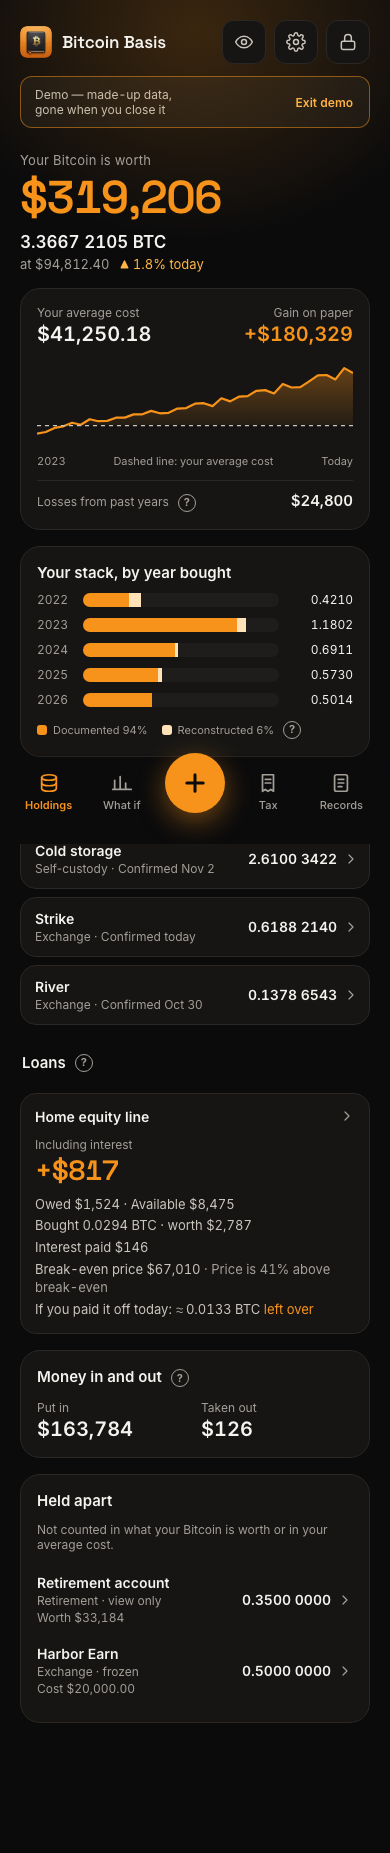 Bitcoin Basis
Demo — made-up data,
gone when you close it
Exit demo
Your Bitcoin is worth
$319,206
3.3667 2105 BTC
at $94,812.40 ▲ 1.8% today
Your average cost
Gain on paper
$41,250.18
+$180,329
2023
Dashed line: your average cost
Today
Losses from past years ?
$24,800
Your stack, by year bought
2022 0.4210
2023 1.1802
2024 0.6911
2025 0.5730
2026 0.5014
Documented 94% Reconstructed 6% ?
Holdings
What if
+
Tax
Records
Cold storage
Self-custody · Confirmed Nov 2
2.6100 3422
Strike
Exchange · Confirmed today
0.6188 2140
River
Exchange · Confirmed Oct 30
0.1378 6543
Loans ?
Home equity line
Including interest
+$817
Owed $1,524 · Available $8,475
Bought 0.0294 BTC · worth $2,787
Interest paid $146
Break-even price $67,010 · Price is 41% above
break-even
If you paid it off today: ≈ 0.0133 BTC left over
Money in and out ?
Put in
Taken out
$163,784
$126
Held apart
Not counted in what your Bitcoin is worth or in your
average cost.
Retirement account
Retirement · view only
Worth $33,184
0.3500 0000
Harbor Earn
Exchange · frozen
Cost $20,000.00
0.5000 0000